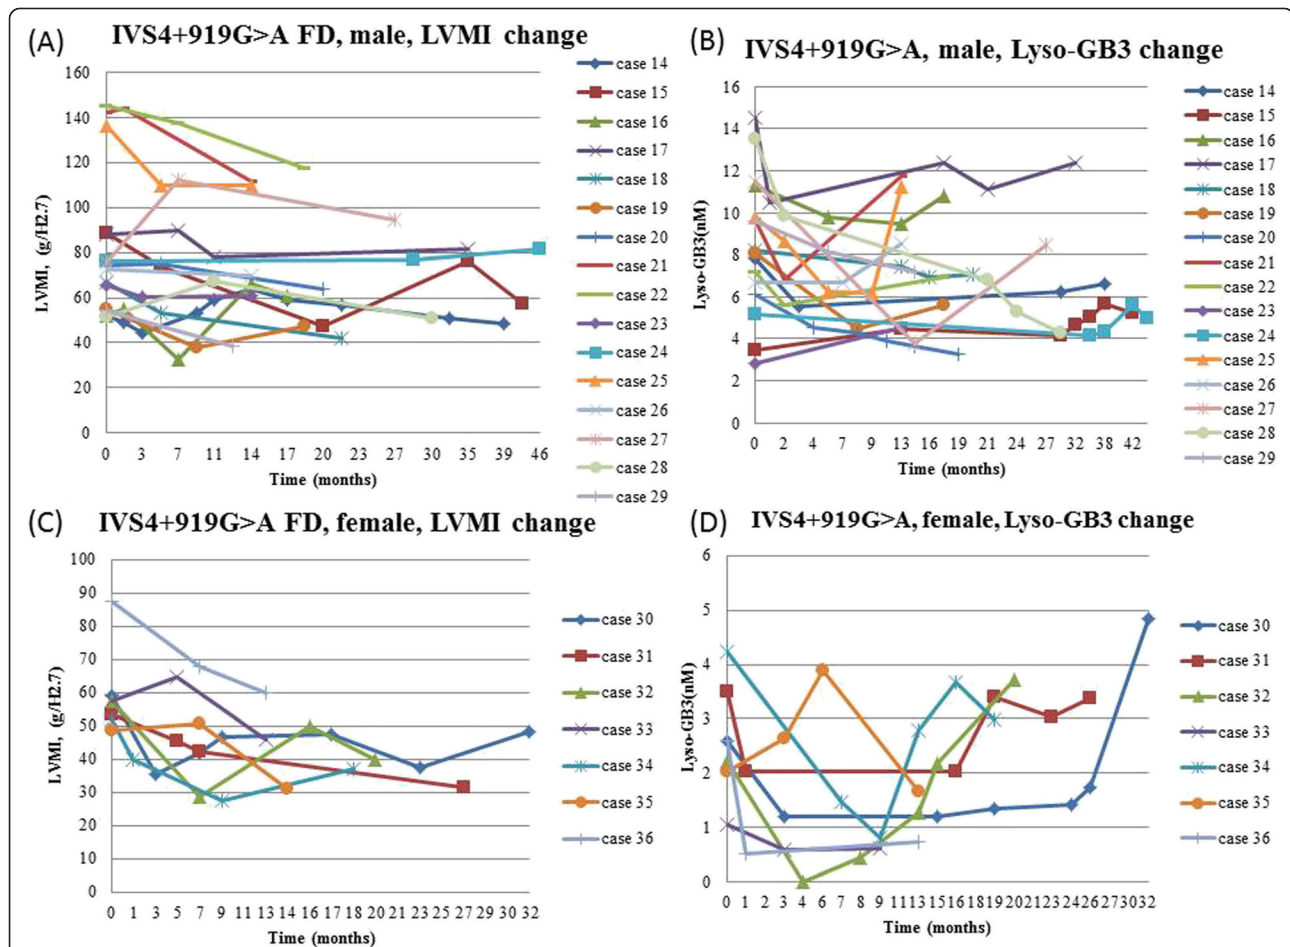 (A) IVS4+919G>A FD, male, LVMI change
160
140
120
100
80
60
40
20
0
LVMI, (g/H2.7)
0 3 7 11 14 17 20 23 27 30 35 46
Time (months)
case 14
case 15
case 16
case 17
case 18
case 19
case 20
case 21
case 22
case 23
case 24
case 25
case 26
case 27
case 28
case 29
(B) IVS4+919G>A, male, Lyso-GB3 change
16
14
12
10
8
6
4
2
0
Lyso-GB3(nM)
0 2 4 7 9 13 16 19 21 24 27 32 38 42
Time (months)
case 14
case 15
case 16
case 17
case 18
case 19
case 20
case 21
case 22
case 23
case 24
case 25
case 26
case 27
case 28
case 29
(C) IVS4+919G>A FD, female, LVMI change
100
90
80
70
60
50
40
30
20
10
0
LVMI, (g/H2.7)
0 1 3 5 7 9 11 13 14 16 18 20 23 27 29 30 32
Time (months)
case 30
case 31
case 32
case 33
case 34
case 35
case 36
(D) IVS4+919G>A, female, Lyso-GB3 change
6
5
4
3
2
1
0
Lyso-GB3(nM)
0 1 2 3 4 6 7 8 9 11 13 15 16 18 19 20 21 23 24 26 27 30 32
Time (months)
case 30
case 31
case 32
case 33
case 34
case 35
case 36